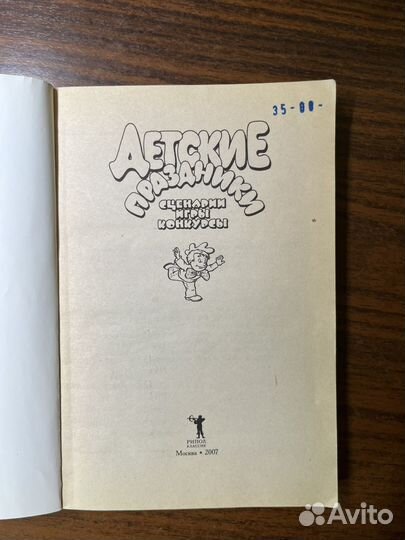 35-00-
ДЕТСКИЕ
ПРАЗДНИКИ
СЦЕНАРИИ
ИГРЫ
КОНКУРСЫ
РИПОЛ
КЛАССИК
Москва • 2007
Avito